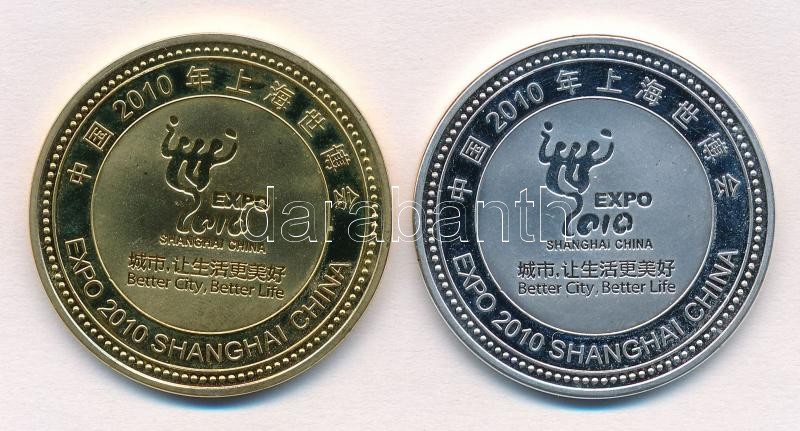 中国2010年上海世博会
EXPO
2010
SHANGHAI CHINA
城市,让生活更美好
Better City, Better Life
EXPO 2010 SHANGHAI CHINA
中国2010年上海世博会
EXPO
2010
SHANGHAI CHINA
城市,让生活更美好
Better City, Better Life
EXPO 2010 SHANGHAI CHINA
darabanth